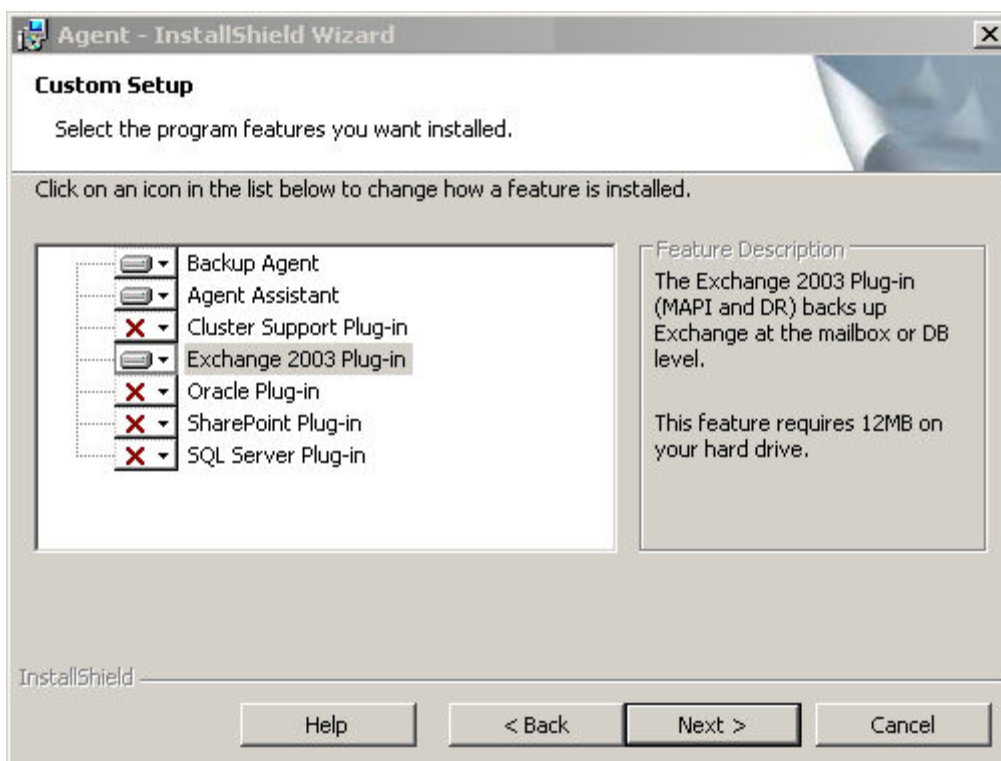 Agent - InstallShield Wizard
Custom Setup
Select the program features you want installed.
Click on an icon in the list below to change how a feature is installed.
Backup Agent
Agent Assistant
Cluster Support Plug-in
Exchange 2003 Plug-in
Oracle Plug-in
SharePoint Plug-in
SQL Server Plug-in
Feature Description
The Exchange 2003 Plug-in
(MAPI and DR) backs up
Exchange at the mailbox or DB
level.
This feature requires 12MB on
your hard drive.
InstallShield
Help
< Back
Next >
Cancel